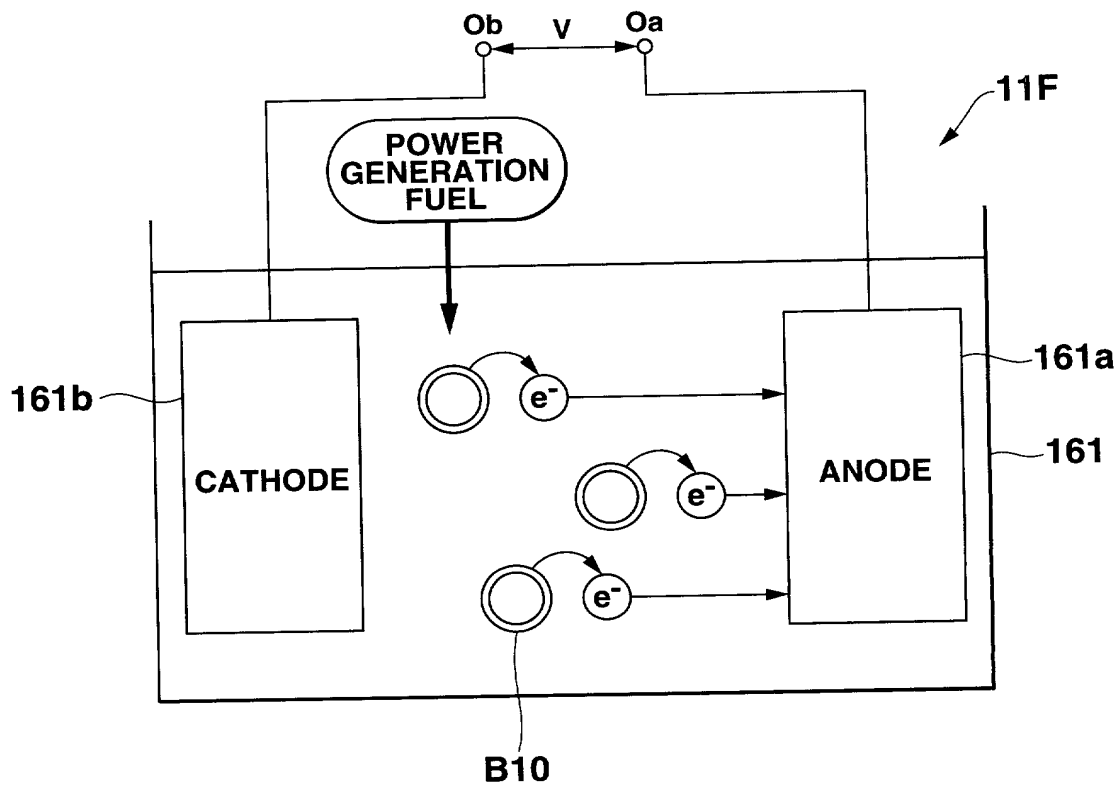 Ob V Oa
11F
POWER
GENERATION
FUEL
161a
161b
e-
161
CATHODE
ANODE
e-
e-
B10